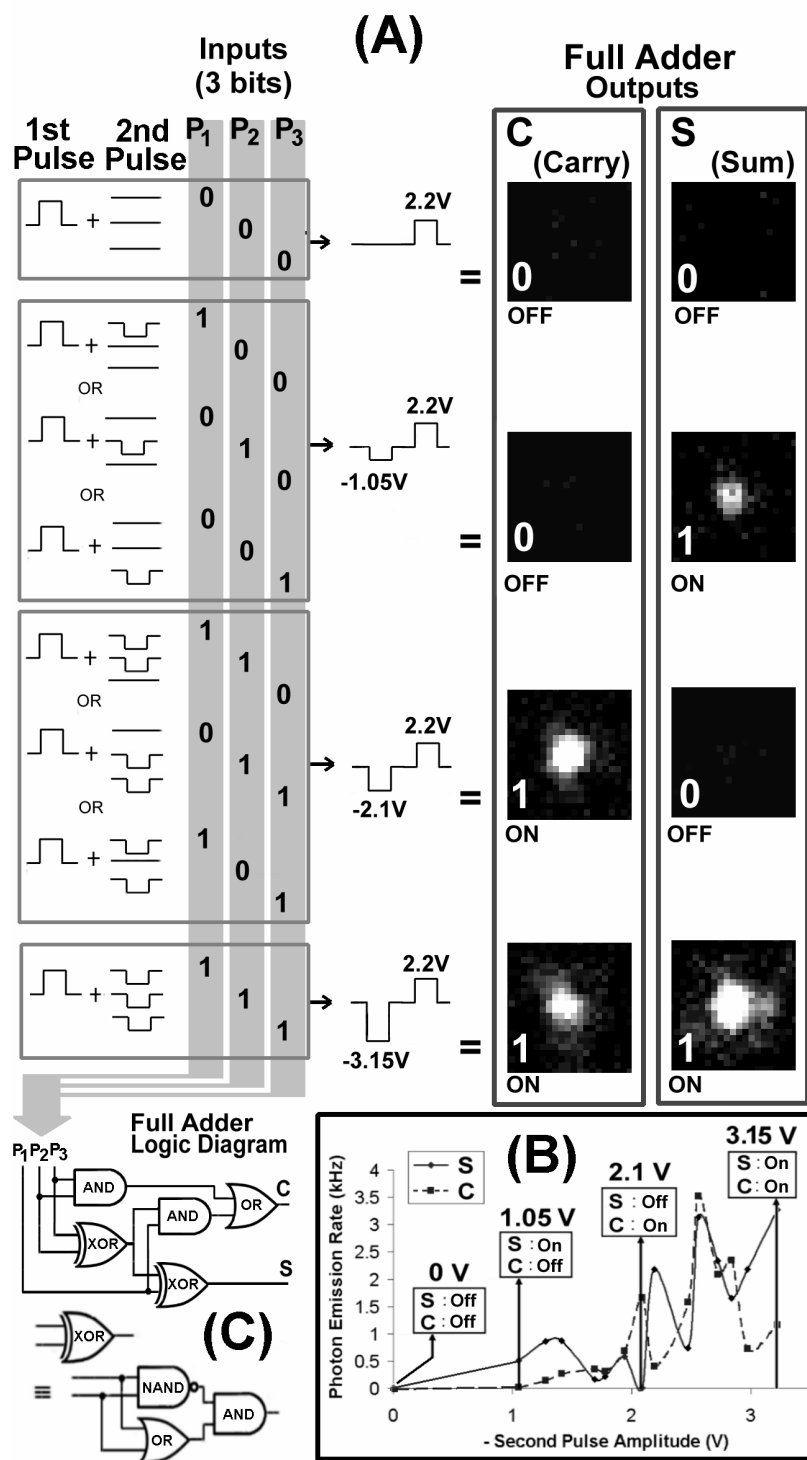 (A)
Inputs
(3 bits)
Full Adder
Outputs
1st
Pulse
2nd
Pulse
P1 P2 P3
C
(Carry)
S
(Sum)
+
0
0
0
2.2V
=
0
OFF
0
OFF
+
1
0
0
OR
+
0
1
0
OR
+
0
0
1
2.2V
-1.05V
=
0
OFF
1
ON
+
1
1
0
OR
+
0
1
1
OR
+
1
0
1
2.2V
-2.1V
=
1
ON
0
OFF
+
1
1
1
2.2V
-3.15V
=
1
ON
1
ON
Full Adder
Logic Diagram
P1 P2 P3
AND
AND
OR
C
XOR
XOR
S
XOR
(C)
≡
NAND
OR
AND
(B)
S
C
0 V
S : Off
C : Off
1.05 V
S : On
C : Off
2.1 V
S : Off
C : On
3.15 V
S : On
C : On
Photon Emission Rate (kHz)
4
3.5
3
2.5
2
1.5
1
0.5
0
0 1 2 3
- Second Pulse Amplitude (V)